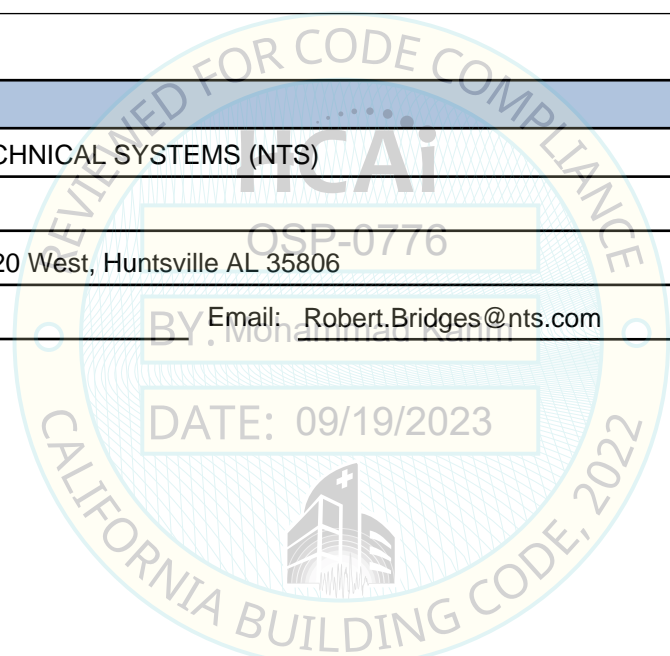 REVIEWED FOR CODE COMPLIANCE
HCAi
CHNICAL SYSTEMS (NTS)
OSP-0776
20 West, Huntsville AL 35806
Email: Robert.Bridges@nts.com
BY: Mohammad Karim
DATE: 09/19/2023
CALIFORNIA BUILDING CODE, 2022